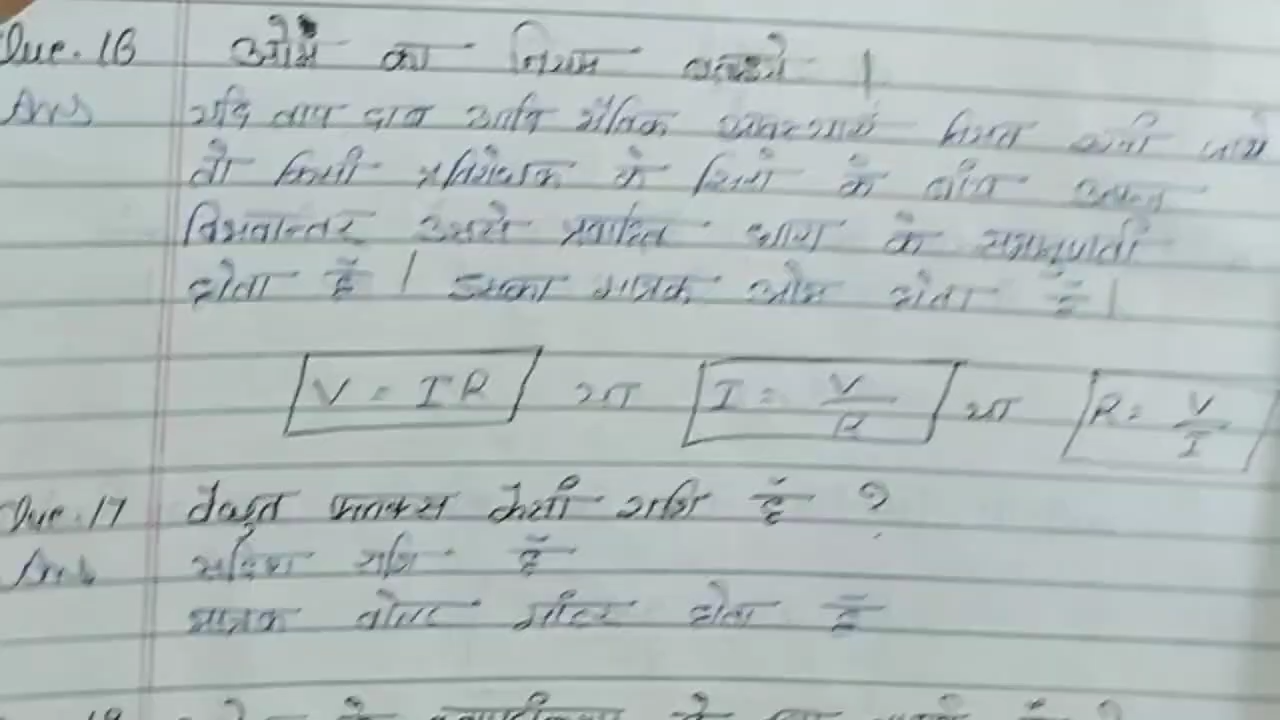 Que. 16 ओम का नियम बताइये ।
Ans यदि ताप दाब आदि भौतिक अवस्थायें नियत रखी जाये
तो किसी प्रतिरोधक के सिरों के बीच उत्पन्न
विभवान्तर उससे प्रवाहित धारा के समानुपाती
होता है । इसका मात्रक ओम होता है ।
V = IR या I = V/R या R = V/I
Que. 17 वैद्युत फ्लक्स कैसी राशि है ?
Ans अदिश राशि है
मात्रक वोल्ट मीटर होता है
18